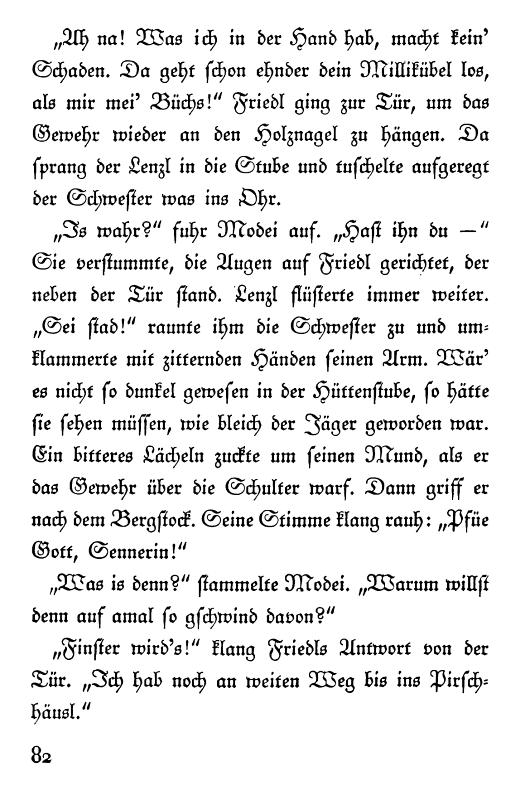 „Ah na! Was ich in der Hand hab, macht kein'
Schaden. Da geht schon ehnder dein Millikübel los,
als mir mei' Büchs!“ Friedl ging zur Tür, um das
Gewehr wieder an den Holznagel zu hängen. Da
sprang der Lenzl in die Stube und tuschelte aufgeregt
der Schwester was ins Ohr.
„Is wahr?“ fuhr Modei auf. „Hast ihn du —“
Sie verstummte, die Augen auf Friedl gerichtet, der
neben der Tür stand. Lenzl flüsterte immer weiter.
„Sei stad!“ raunte ihm die Schwester zu und um-
klammerte mit zitternden Händen seinen Arm. Wär'
es nicht so dunkel gewesen in der Hüttenstube, so hätte
sie sehen müssen, wie bleich der Jäger geworden war.
Ein bitteres Lächeln zuckte um seinen Mund, als er
das Gewehr über die Schulter warf. Dann griff er
nach dem Bergstock. Seine Stimme klang rauh: „Pfüe
Gott, Sennerin!“
„Was is denn?“ stammelte Modei. „Warum willst
denn auf amal so gschwind davon?“
„Finster wird's!“ klang Friedls Antwort von der
Tür. „Ich hab noch an weiten Weg bis ins Pirsch-
häusl.“
82